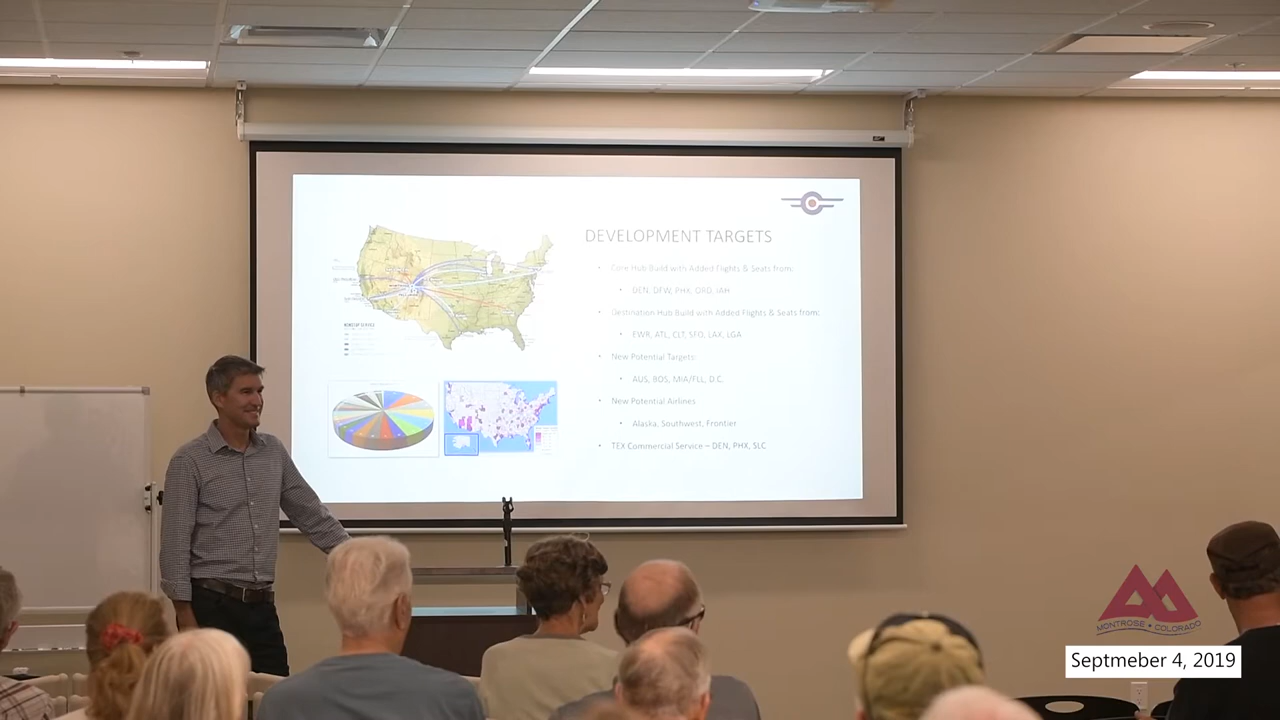 DEVELOPMENT TARGETS
• Core Hub Build with Added Flights & Seats from:
• DEN, DFW, PHX, ORD, IAH
• Destination Hub Build with Added Flights & Seats from:
• EWR, ATL, CLT, SFO, LAX, LGA
• New Potential Targets
• AUS, BOS, MIA/FLL, D.C.
• New Potential Airlines
• Alaska, Southwest, Frontier
• TEX Commercial Service – DEN, PHX, SLC
MONTROSE • COLORADO
Septmeber 4, 2019